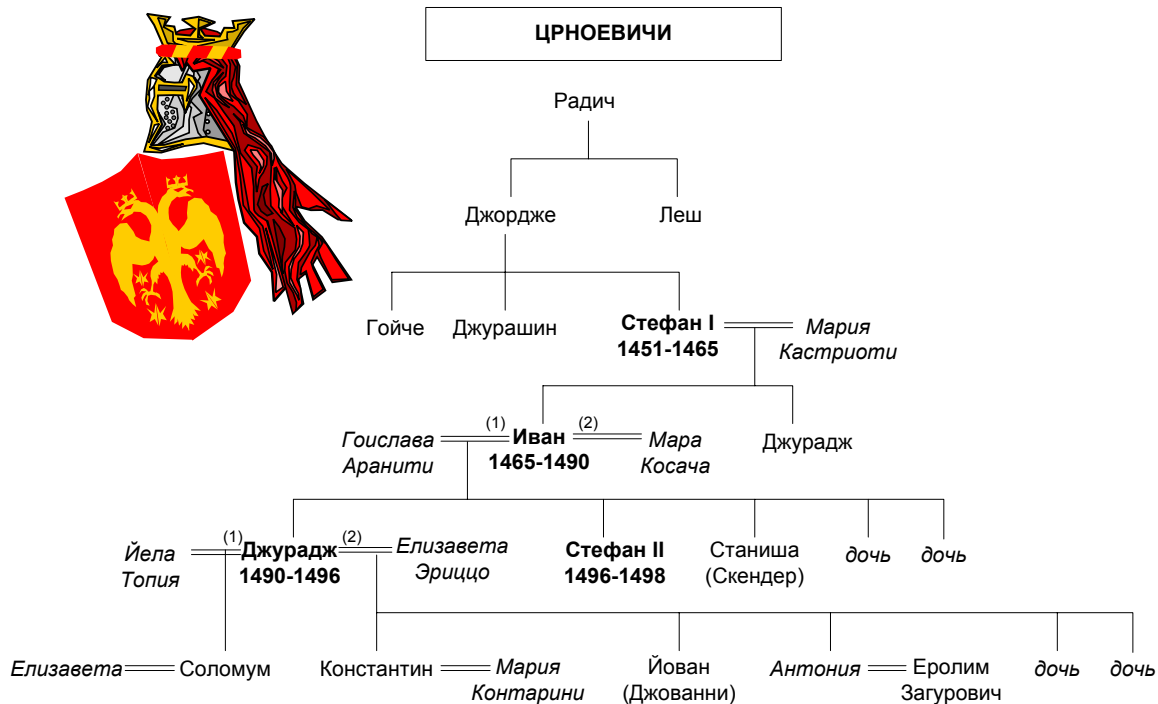 ЦРНОЕВИЧИ
Радич
Джордже Леш
Гойче Джурашин Стефан I Мария
1451-1465 Кастриоти
(1) (2)
Гоислава Иван Мара Джурадж
Аранити 1465-1490 Косача
(1) (2)
Йела Джурадж Елизавета Стефан II Станиша дочь дочь
Топия 1490-1496 Эриццо 1496-1498 (Скендер)
Елизавета Соломум Константин Мария Йован Антония Еролим дочь дочь
Контарини (Джованни) Загурович